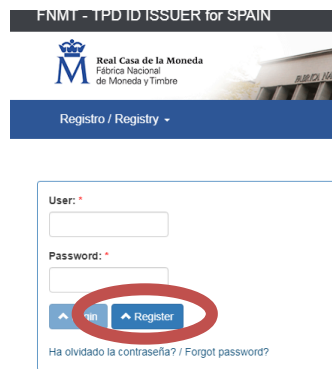 FNMT - TPD ID ISSUER for SPAIN
Real Casa de la Moneda
Fábrica Nacional
de Moneda y Timbre
Registro / Registry
User: *
Password: *
Register
Ha olvidado la contraseña? / Forgot password?